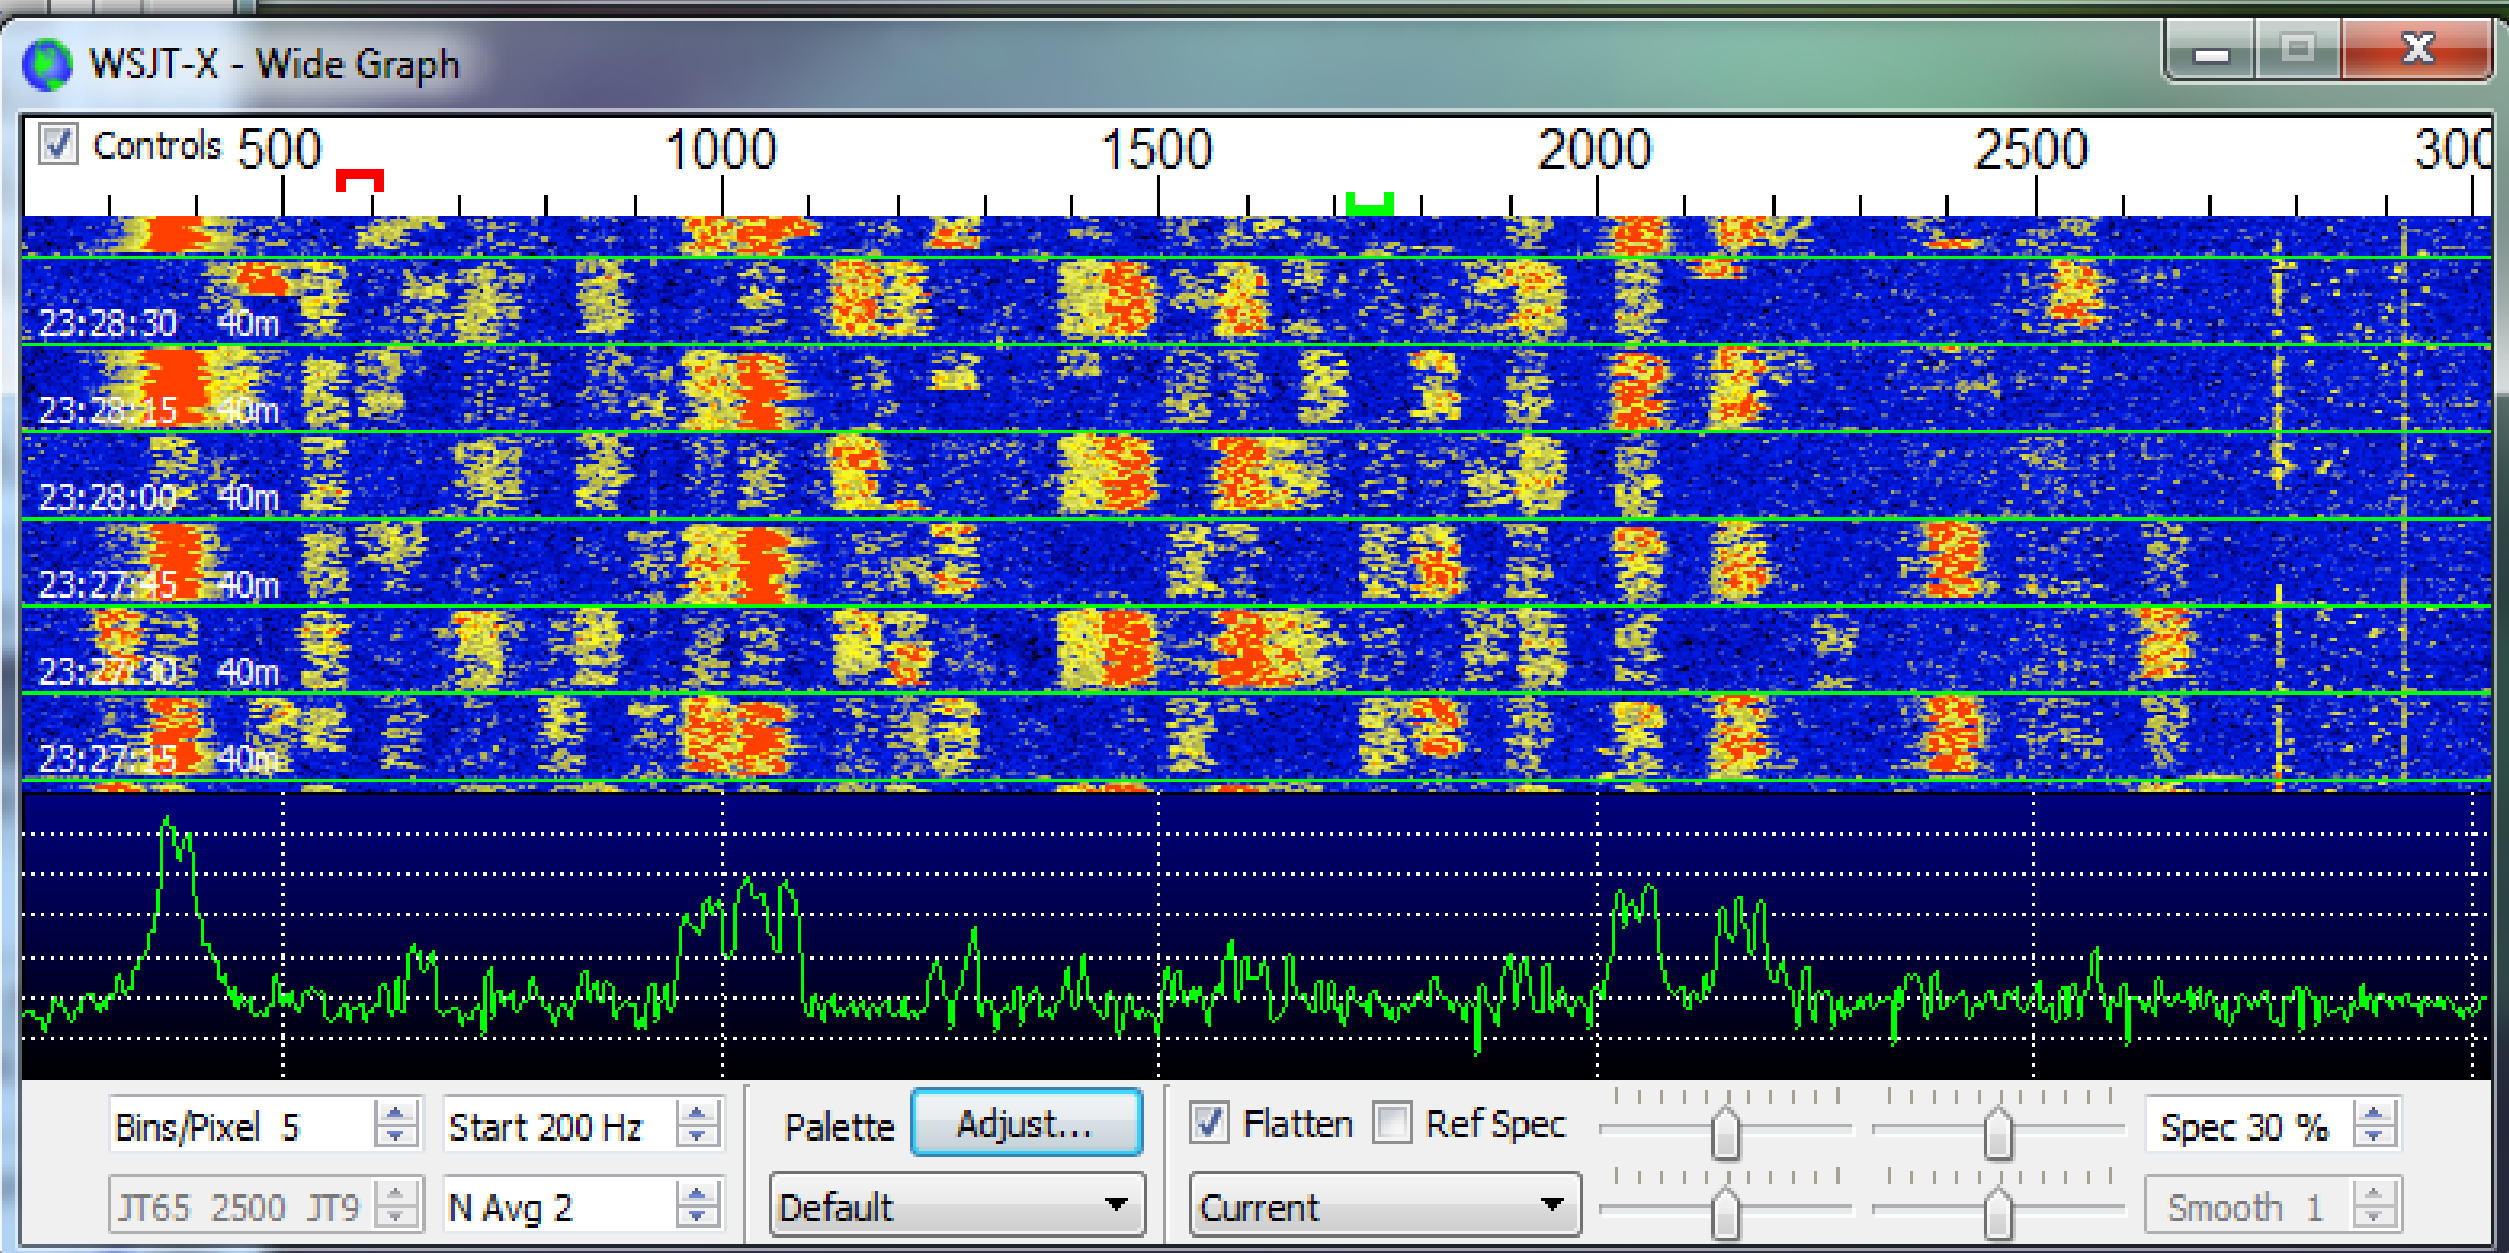 WSJT-X - Wide Graph
Controls 500 1000 1500 2000 2500 300
23:28:30 40m
23:28:15 40m
23:28:00 40m
23:27:45 40m
23:27:30 40m
23:27:15 40m
Bins/Pixel 5 Start 200 Hz Palette Adjust... Flatten Ref Spec Spec 30 %
JT65 2500 JT9 N Avg 2 Default Current Smooth 1